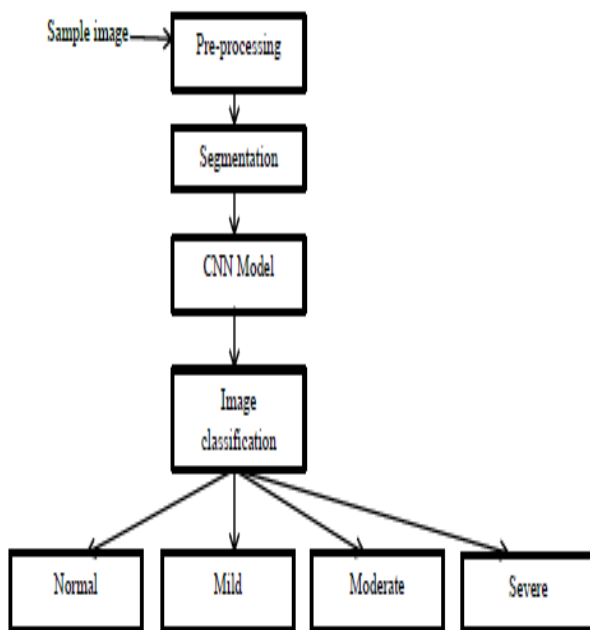 Sample image
Pre-processing
Segmentation
CNN Model
Image
classification
Normal
Mild
Moderate
Severe